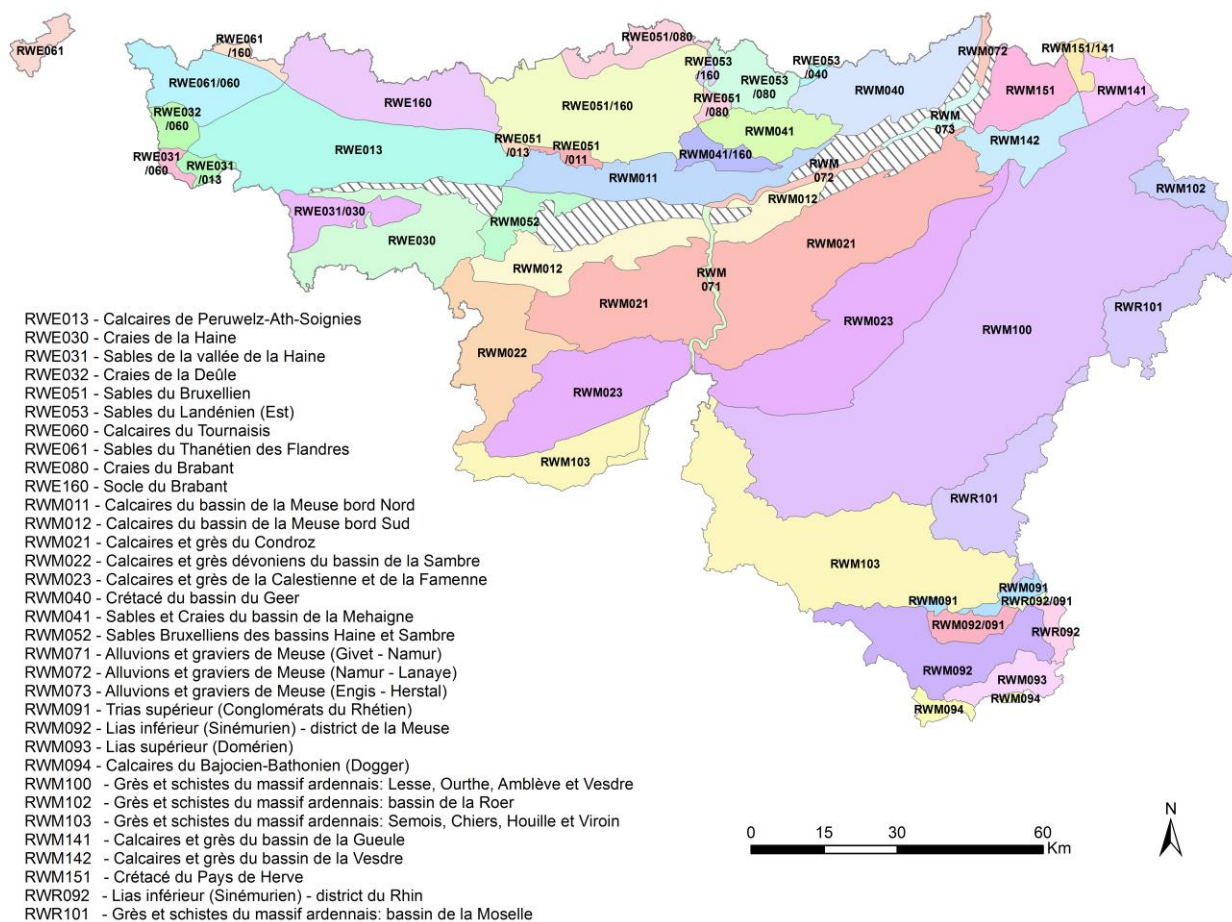 RWE061
RWE061
/160
RWE061/060
RWE160
RWE051/080
RWE053
/160
RWE053
/080
RWE053
/040
RWM040
RWM072
RWM151/141
RWM151
RWM141
RWE032
/060
RWE051/160
RWE051
/080
RWM041
RWM
073
RWE031
/060
RWE031
/013
RWE013
RWE051
/013
RWE051
/011
RWM041/160
RWM142
RWM011
RWM
072
RWM102
RWE031/030
RWM052
RWM012
RWE030
RWM012
RWM021
RWM
071
RWM021
RWR101
RWM023
RWM100
RWM022
RWM023
RWM103
RWR101
RWM103
RWM091
RWM091
RWR092/091
RWM092/091
RWR092
RWM092
RWM093
RWM094
RWM094
RWE013 - Calcaires de Peruwelz-Ath-Soignies
RWE030 - Craies de la Haine
RWE031 - Sables de la vallée de la Haine
RWE032 - Craies de la Deûle
RWE051 - Sables du Bruxellien
RWE053 - Sables du Landénien (Est)
RWE060 - Calcaires du Tournaisis
RWE061 - Sables du Thanétien des Flandres
RWE080 - Craies du Brabant
RWE160 - Socle du Brabant
RWM011 - Calcaires du bassin de la Meuse bord Nord
RWM012 - Calcaires du bassin de la Meuse bord Sud
RWM021 - Calcaires et grès du Condroz
RWM022 - Calcaires et grès dévoniens du bassin de la Sambre
RWM023 - Calcaires et grès de la Calestienne et de la Famenne
RWM040 - Crétacé du bassin du Geer
RWM041 - Sables et Craies du bassin de la Mehaigne
RWM052 - Sables Bruxelliens des bassins Haine et Sambre
RWM071 - Alluvions et graviers de Meuse (Givet - Namur)
RWM072 - Alluvions et graviers de Meuse (Namur - Lanaye)
RWM073 - Alluvions et graviers de Meuse (Engis - Herstal)
RWM091 - Trias supérieur (Conglomérats du Rhétien)
RWM092 - Lias inférieur (Sinémurien) - district de la Meuse
RWM093 - Lias supérieur (Domérien)
RWM094 - Calcaires du Bajocien-Bathonien (Dogger)
RWM100 - Grès et schistes du massif ardennais: Lesse, Ourthe, Amblève et Vesdre
RWM102 - Grès et schistes du massif ardennais: bassin de la Roer
RWM103 - Grès et schistes du massif ardennais: Semois, Chiers, Houille et Viroin
RWM141 - Calcaires et grès du bassin de la Gueule
RWM142 - Calcaires et grès du bassin de la Vesdre
RWM151 - Crétacé du Pays de Herve
RWR092 - Lias inférieur (Sinémurien) - district du Rhin
RWR101 - Grès et schistes du massif ardennais: bassin de la Moselle
0 15 30 60
Km
N